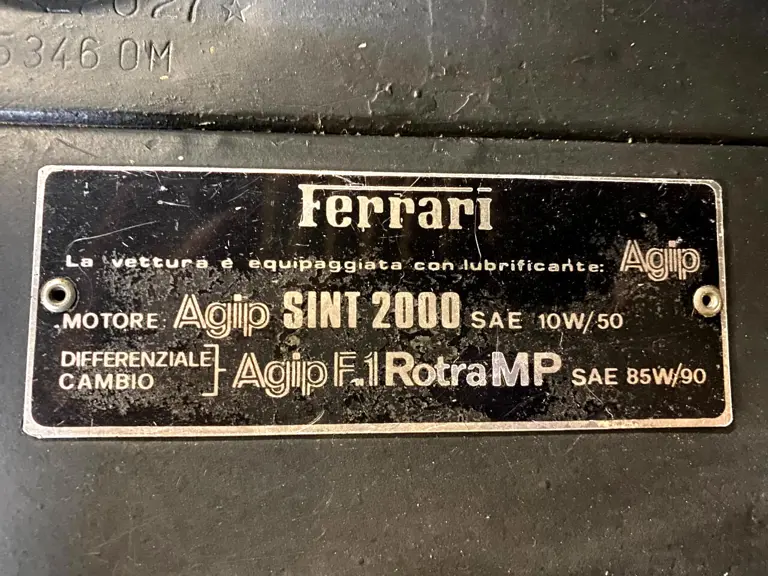 027☆
5346 OM
Ferrari
La vettura è equipaggiata con lubrificante: Agip
MOTORE: Agip SINT 2000 SAE 10W/50
DIFFERENZIALE
CAMBIO } Agip F.1 Rotra MP SAE 85W/90